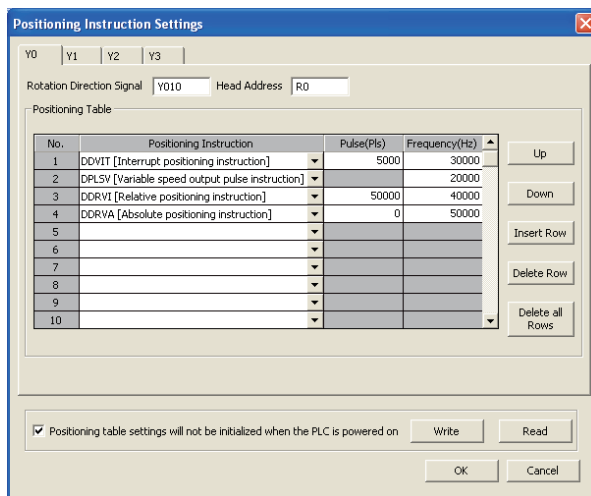 Positioning Instruction Settings
Y0 Y1 Y2 Y3
Rotation Direction Signal Y010 Head Address R0
Positioning Table
No. Positioning Instruction Pulse(Pls) Frequency(Hz)
1 DDVIT [Interrupt positioning instruction] 5000 30000
2 DPLSV [Variable speed output pulse instruction] 20000
3 DDRVI [Relative positioning instruction] 50000 40000
4 DDRVA [Absolute positioning instruction] 0 50000
5
6
7
8
9
10
Up
Down
Insert Row
Delete Row
Delete all
Rows
Positioning table settings will not be initialized when the PLC is powered on Write Read
OK Cancel